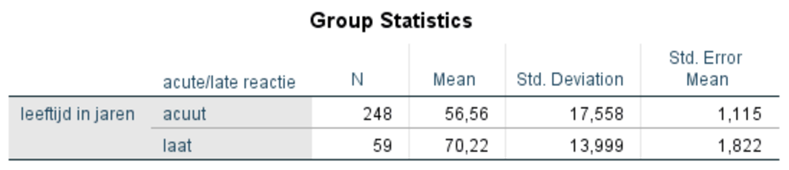 Group Statistics
Std. Error
acute/late reactie N Mean Std. Deviation Mean
leeftijd in jaren acuut 248 56,56 17,558 1,115
laat 59 70,22 13,999 1,822